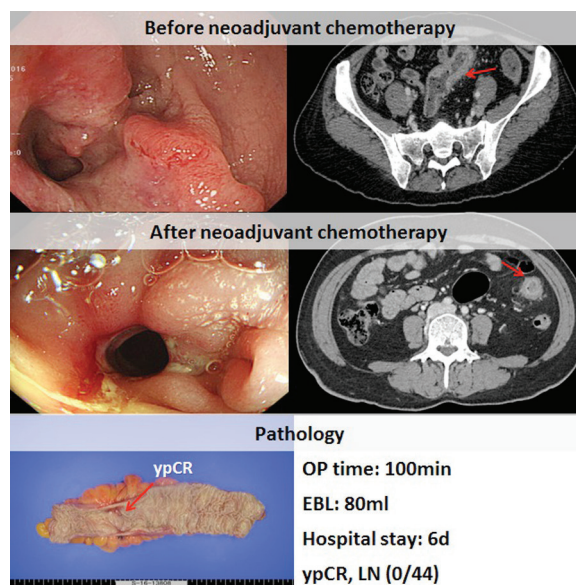 Before neoadjuvant chemotherapy
016
After neoadjuvant chemotherapy
Pathology
ypCR
OP time: 100min
EBL: 80ml
Hospital stay: 6d
ypCR, LN (0/44)